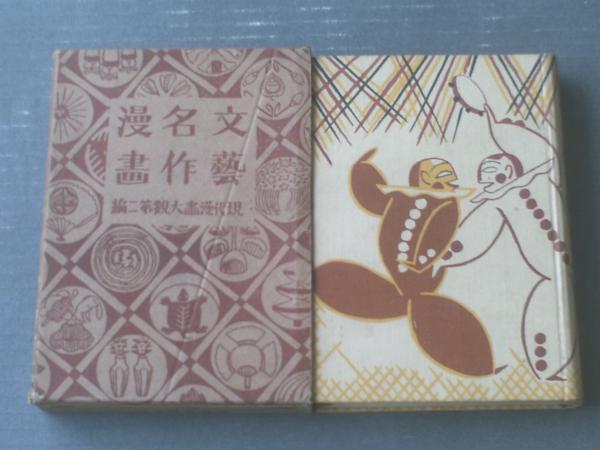 文藝
名作
漫畫
現代漫畫大觀第二編